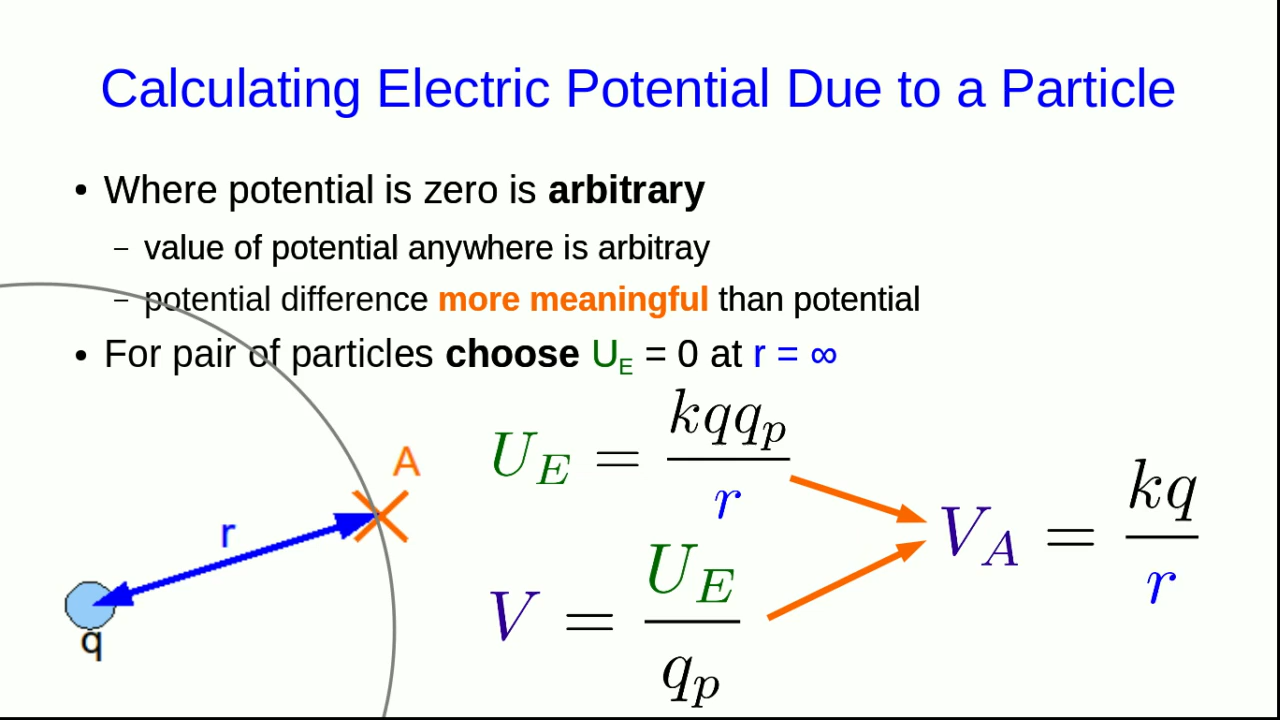 Calculating Electric Potential Due to a Particle
• Where potential is zero is arbitrary
– value of potential anywhere is arbitray
– potential difference more meaningful than potential
• For pair of particles choose U_E = 0 at r = ∞
A
r
q
U_E = kqq_p / r
V = U_E / q_p
V_A = kq / r